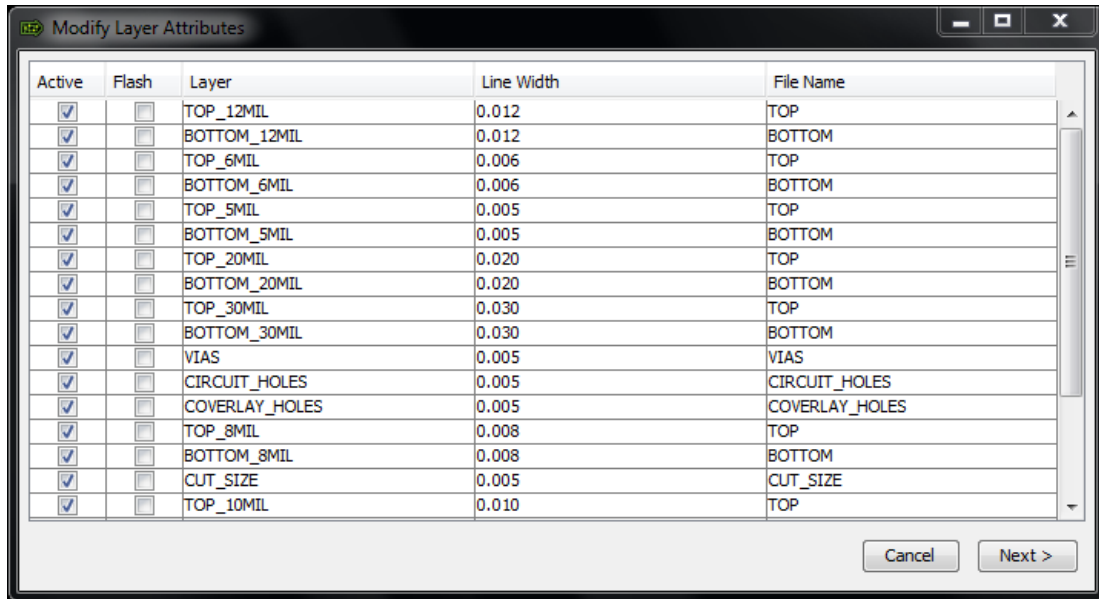 Modify Layer Attributes
Active Flash Layer Line Width File Name
TOP_12MIL 0.012 TOP
BOTTOM_12MIL 0.012 BOTTOM
TOP_6MIL 0.006 TOP
BOTTOM_6MIL 0.006 BOTTOM
TOP_5MIL 0.005 TOP
BOTTOM_5MIL 0.005 BOTTOM
TOP_20MIL 0.020 TOP
BOTTOM_20MIL 0.020 BOTTOM
TOP_30MIL 0.030 TOP
BOTTOM_30MIL 0.030 BOTTOM
VIAS 0.005 VIAS
CIRCUIT_HOLES 0.005 CIRCUIT_HOLES
COVERLAY_HOLES 0.005 COVERLAY_HOLES
TOP_8MIL 0.008 TOP
BOTTOM_8MIL 0.008 BOTTOM
CUT_SIZE 0.005 CUT_SIZE
TOP_10MIL 0.010 TOP
Cancel Next >